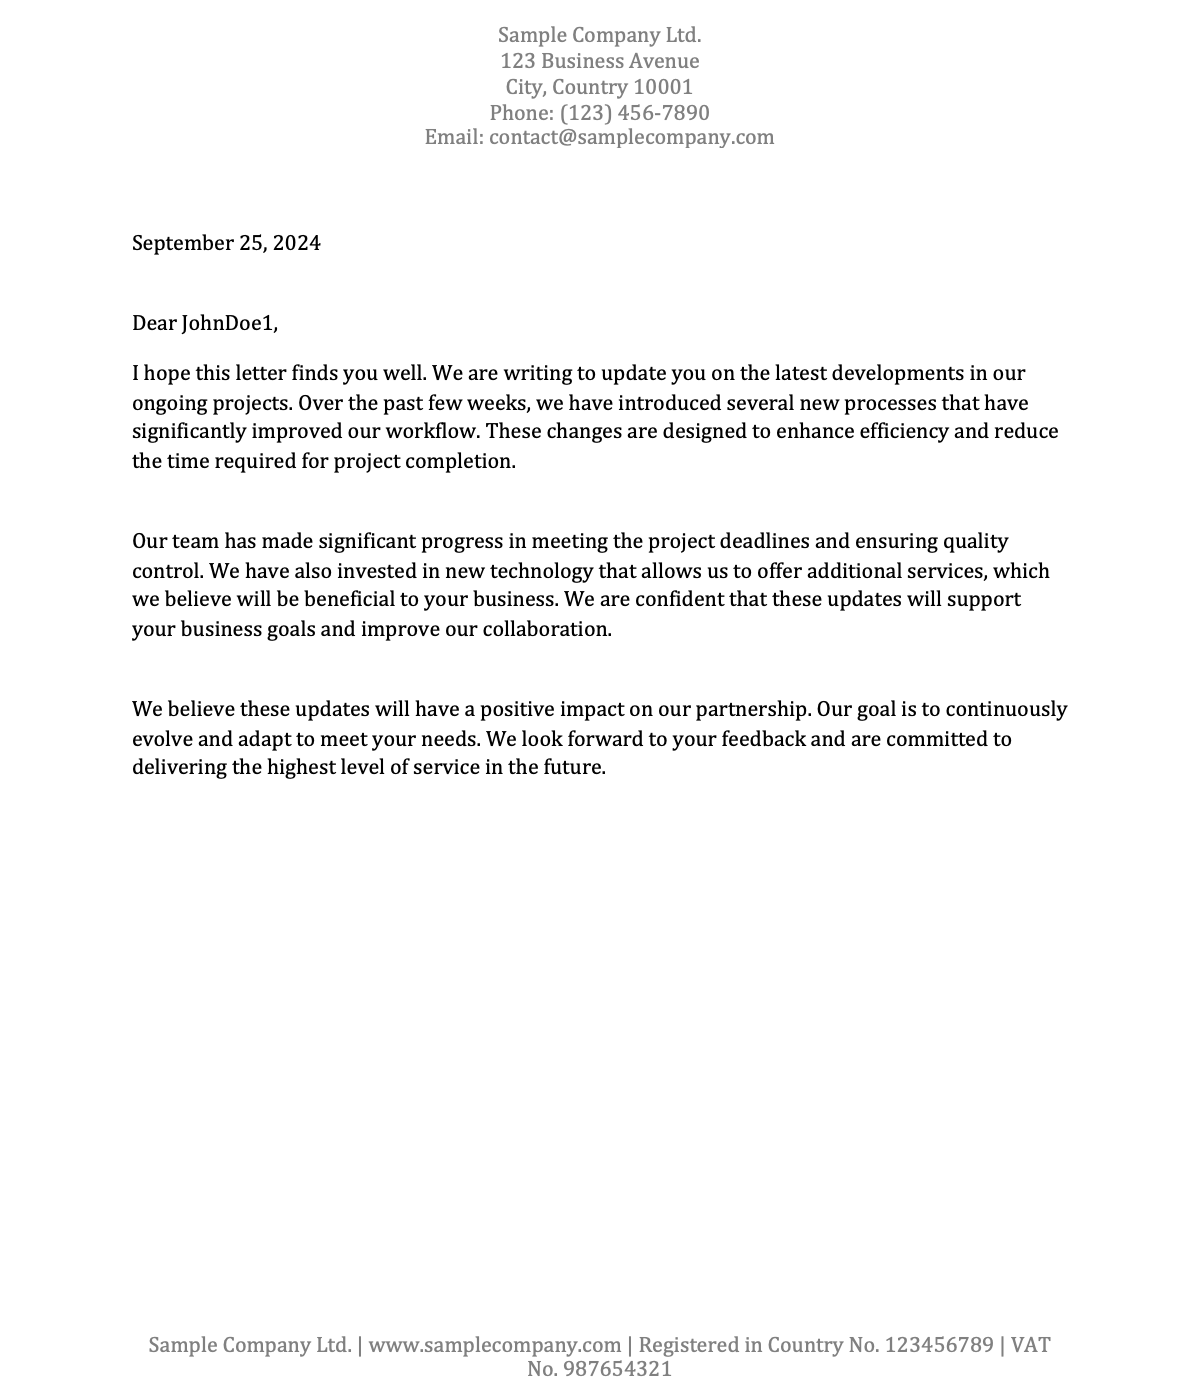 Sample Company Ltd.
123 Business Avenue
City, Country 10001
Phone: (123) 456-7890
Email: contact@samplecompany.com
September 25, 2024
Dear JohnDoe1,
I hope this letter finds you well. We are writing to update you on the latest developments in our
ongoing projects. Over the past few weeks, we have introduced several new processes that have
significantly improved our workflow. These changes are designed to enhance efficiency and reduce
the time required for project completion.
Our team has made significant progress in meeting the project deadlines and ensuring quality
control. We have also invested in new technology that allows us to offer additional services, which
we believe will be beneficial to your business. We are confident that these updates will support
your business goals and improve our collaboration.
We believe these updates will have a positive impact on our partnership. Our goal is to continuously
evolve and adapt to meet your needs. We look forward to your feedback and are committed to
delivering the highest level of service in the future.
Sample Company Ltd. | www.samplecompany.com | Registered in Country No. 123456789 | VAT
No. 987654321